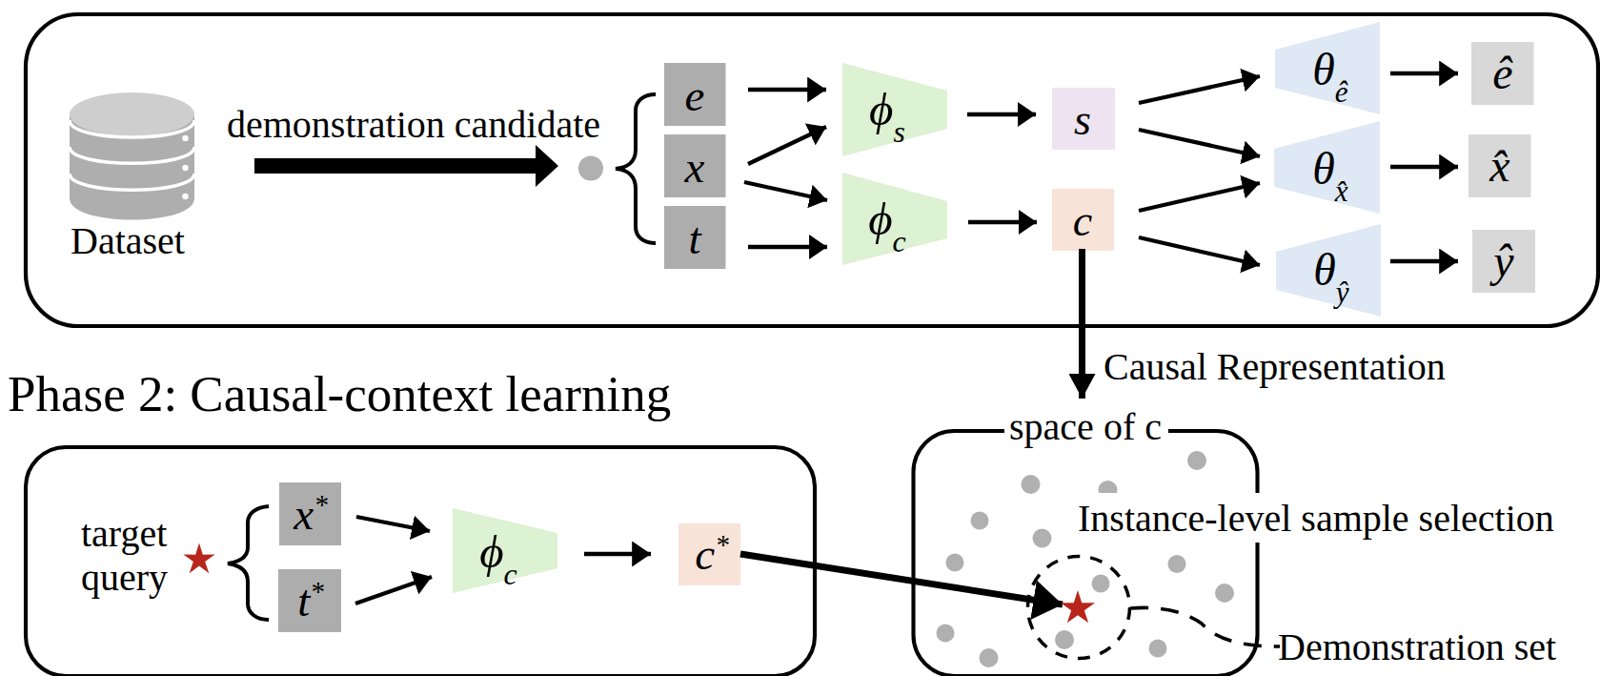 demonstration candidate
Dataset
e
x
t
ϕs
ϕc
s
c
θê
θx̂
θŷ
ê
x̂
ŷ
Causal Representation
Phase 2: Causal-context learning
target
query
x*
t*
ϕc
c*
space of c
Instance-level sample selection
Demonstration set